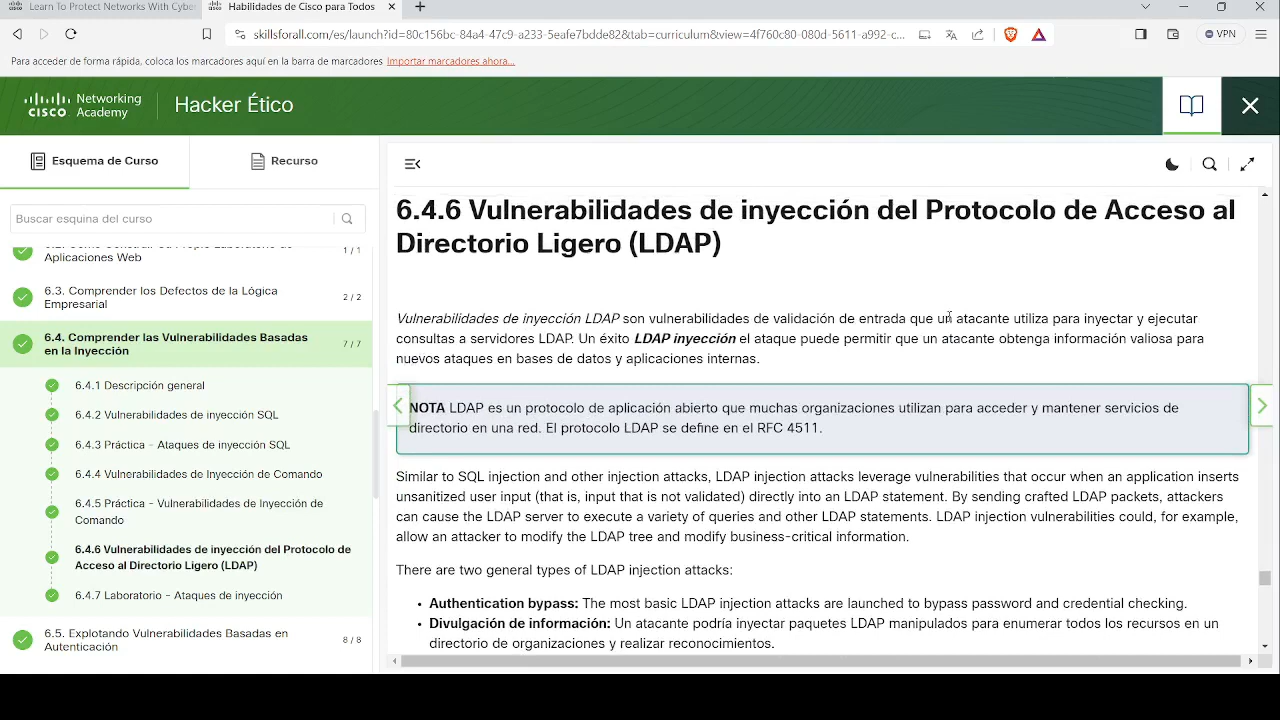 Learn To Protect Networks With Cyber
Habilidades de Cisco para Todos
skillsforall.com/es/launch?id=80c156bc-84a4-47c9-a233-5eafe7bdde82&tab=curriculum&view=4f760c80-080d-5611-a992-c...
VPN
Para acceder de forma rápida, coloca los marcadores aquí en la barra de marcadores Importar marcadores ahora...
cisco Networking Academy
Hacker Ético
Esquema de Curso
Recurso
Buscar esquina del curso
Aplicaciones Web
1 / 1
6.3. Comprender los Defectos de la Lógica
Empresarial
2 / 2
6.4. Comprender las Vulnerabilidades Basadas
en la Inyección
7 / 7
6.4.1 Descripción general
6.4.2 Vulnerabilidades de inyección SQL
6.4.3 Práctica - Ataques de inyección SQL
6.4.4 Vulnerabilidades de Inyección de Comando
6.4.5 Práctica - Vulnerabilidades de Inyección de
Comando
6.4.6 Vulnerabilidades de inyección del Protocolo de
Acceso al Directorio Ligero (LDAP)
6.4.7 Laboratorio - Ataques de inyección
6.5. Explotando Vulnerabilidades Basadas en
Autenticación
8 / 8
6.4.6 Vulnerabilidades de inyección del Protocolo de Acceso al
Directorio Ligero (LDAP)
Vulnerabilidades de inyección LDAP son vulnerabilidades de validación de entrada que un atacante utiliza para inyectar y ejecutar
consultas a servidores LDAP. Un éxito LDAP inyección el ataque puede permitir que un atacante obtenga información valiosa para
nuevos ataques en bases de datos y aplicaciones internas.
NOTA LDAP es un protocolo de aplicación abierto que muchas organizaciones utilizan para acceder y mantener servicios de
directorio en una red. El protocolo LDAP se define en el RFC 4511.
Similar to SQL injection and other injection attacks, LDAP injection attacks leverage vulnerabilities that occur when an application inserts
unsanitized user input (that is, input that is not validated) directly into an LDAP statement. By sending crafted LDAP packets, attackers
can cause the LDAP server to execute a variety of queries and other LDAP statements. LDAP injection vulnerabilities could, for example,
allow an attacker to modify the LDAP tree and modify business-critical information.
There are two general types of LDAP injection attacks:
• Authentication bypass: The most basic LDAP injection attacks are launched to bypass password and credential checking.
• Divulgación de información: Un atacante podría inyectar paquetes LDAP manipulados para enumerar todos los recursos en un
directorio de organizaciones y realizar reconocimientos.